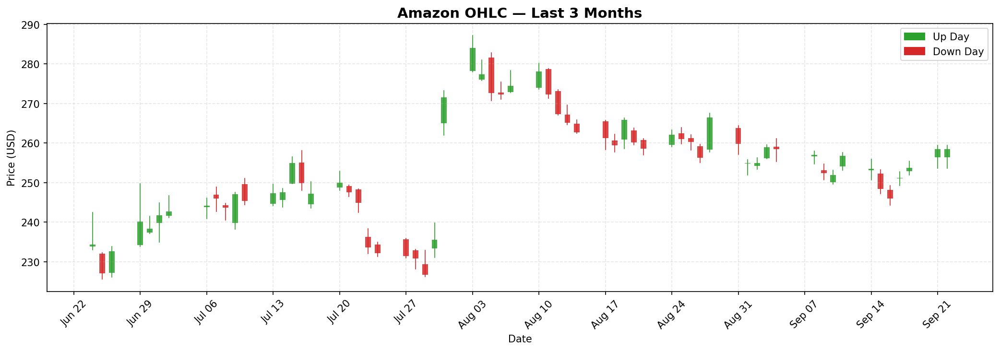 Amazon OHLC — Last 3 Months
Up Day
Down Day
Price (USD)
290
280
270
260
250
240
230
Jun 22
Jun 29
Jul 06
Jul 13
Jul 20
Jul 27
Aug 03
Aug 10
Aug 17
Aug 24
Aug 31
Sep 07
Sep 14
Sep 21
Date